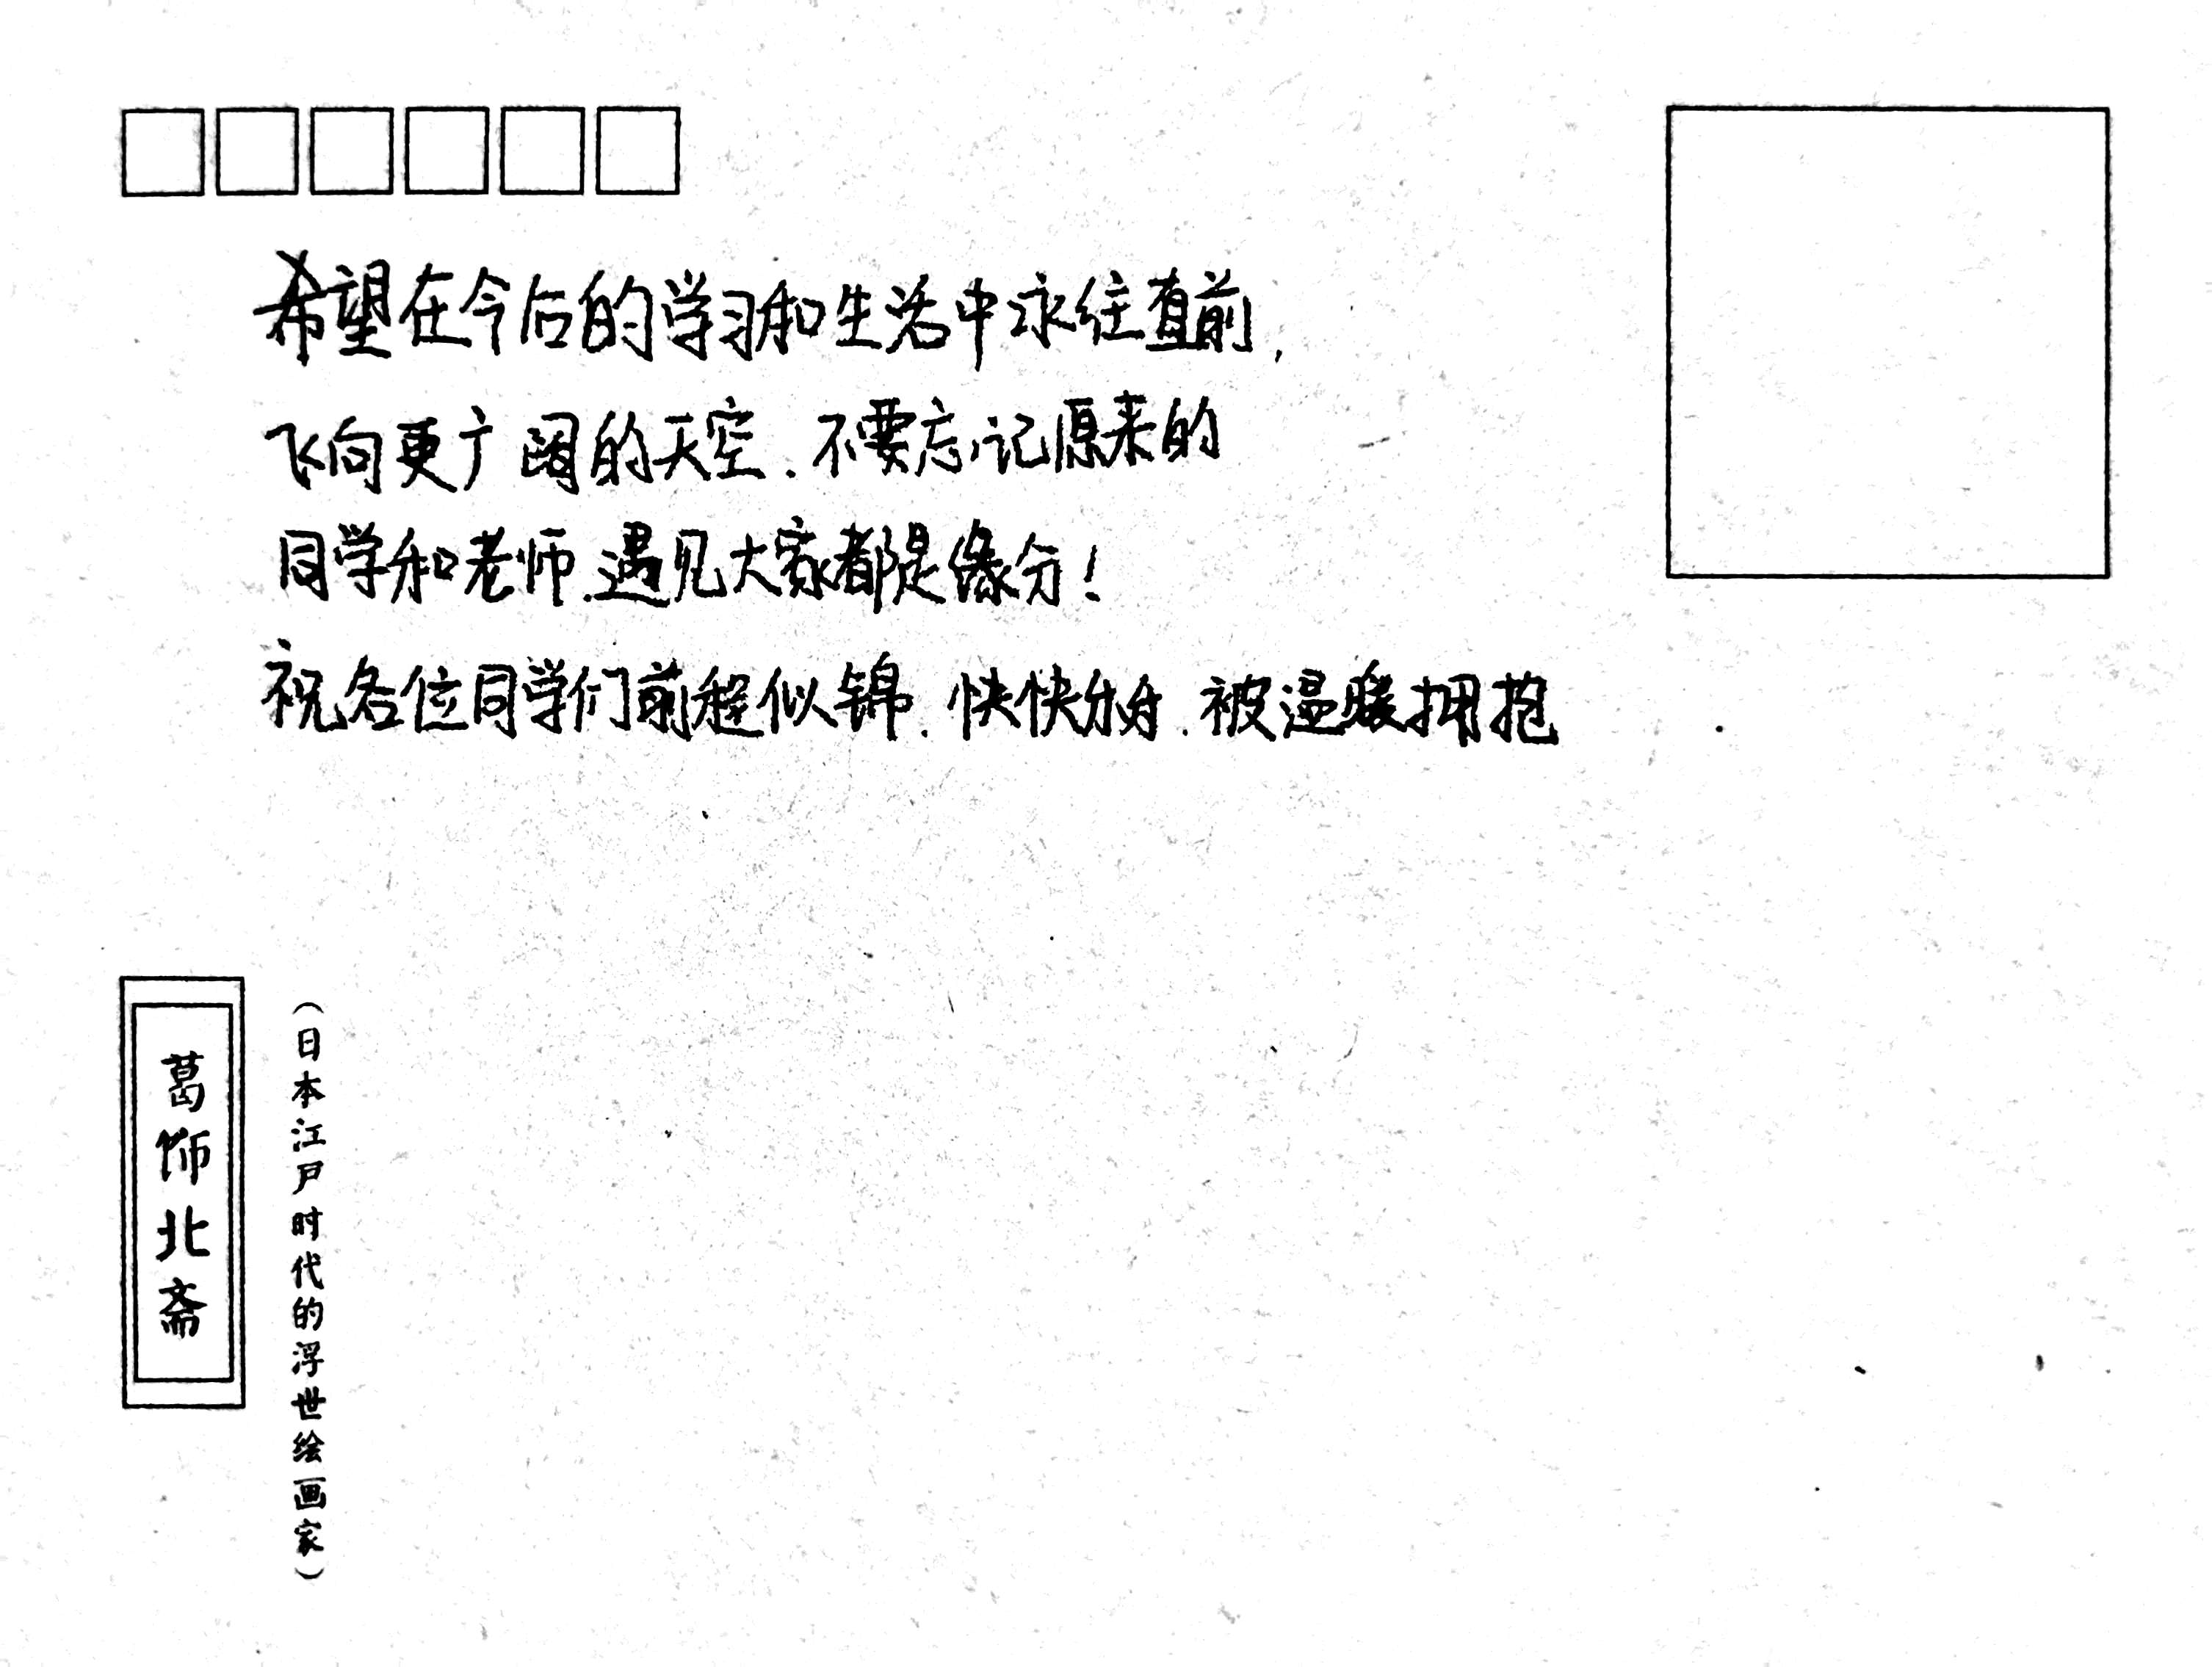 希望在今后的学习和生活中永往直前,
飞向更广阔的天空.不要忘记原来的
同学和老师.遇见大家都是缘分!
祝各位同学们前程似锦.快快乐乐.被温暖拥抱
葛饰北斋
(日本江户时代的浮世绘画家)